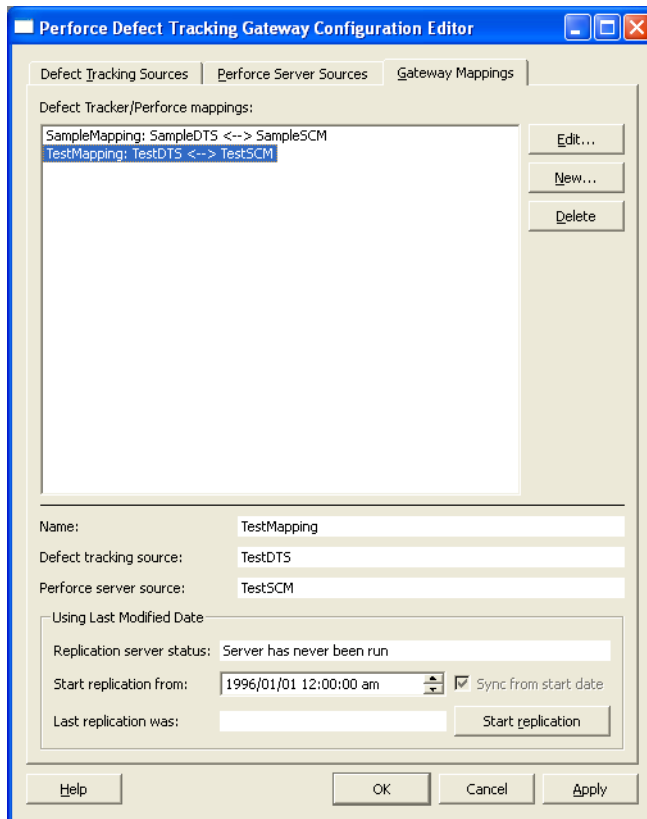 Perforce Defect Tracking Gateway Configuration Editor
Defect Tracking Sources Perforce Server Sources Gateway Mappings
Defect Tracker/Perforce mappings:
SampleMapping: SampleDTS <--> SampleSCM
TestMapping: TestDTS <--> TestSCM
Edit...
New...
Delete
Name: TestMapping
Defect tracking source: TestDTS
Perforce server source: TestSCM
Using Last Modified Date
Replication server status: Server has never been run
Start replication from: 1996/01/01 12:00:00 am Sync from start date
Last replication was: Start replication
Help OK Cancel Apply